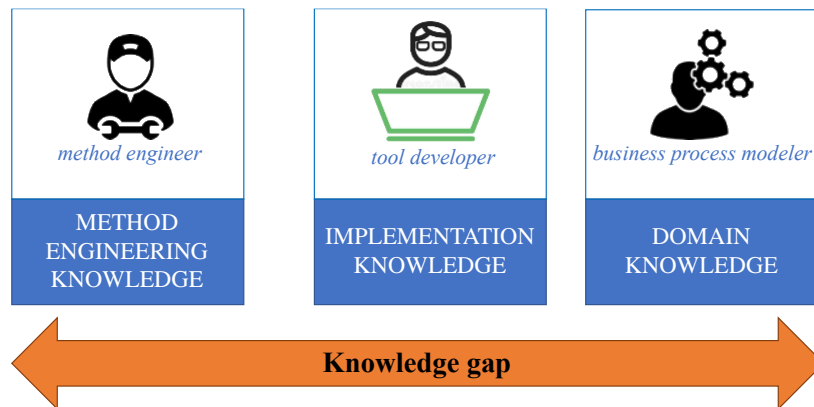 method engineer
tool developer
business process modeler
METHOD
ENGINEERING
KNOWLEDGE
IMPLEMENTATION
KNOWLEDGE
DOMAIN
KNOWLEDGE
Knowledge gap